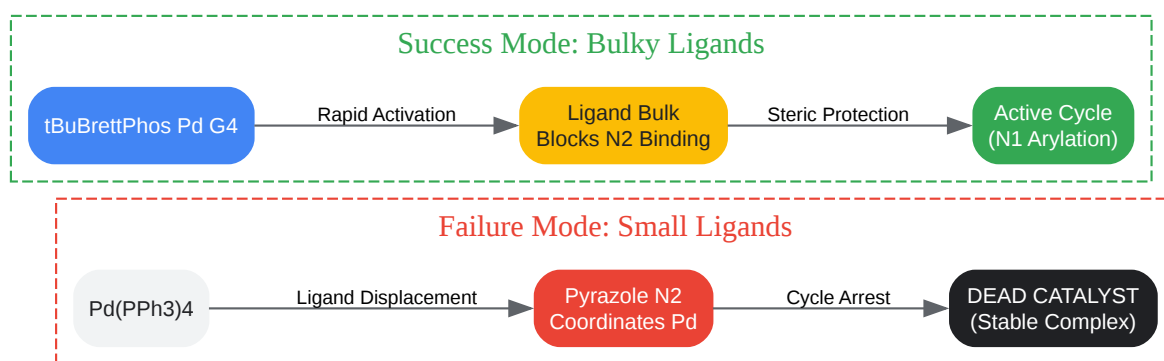 Success Mode: Bulky Ligands
tBuBrettPhos Pd G4
Rapid Activation
Ligand Bulk
Blocks N2 Binding
Steric Protection
Active Cycle
(N1 Arylation)
Failure Mode: Small Ligands
Pd(PPh3)4
Ligand Displacement
Pyrazole N2
Coordinates Pd
Cycle Arrest
DEAD CATALYST
(Stable Complex)